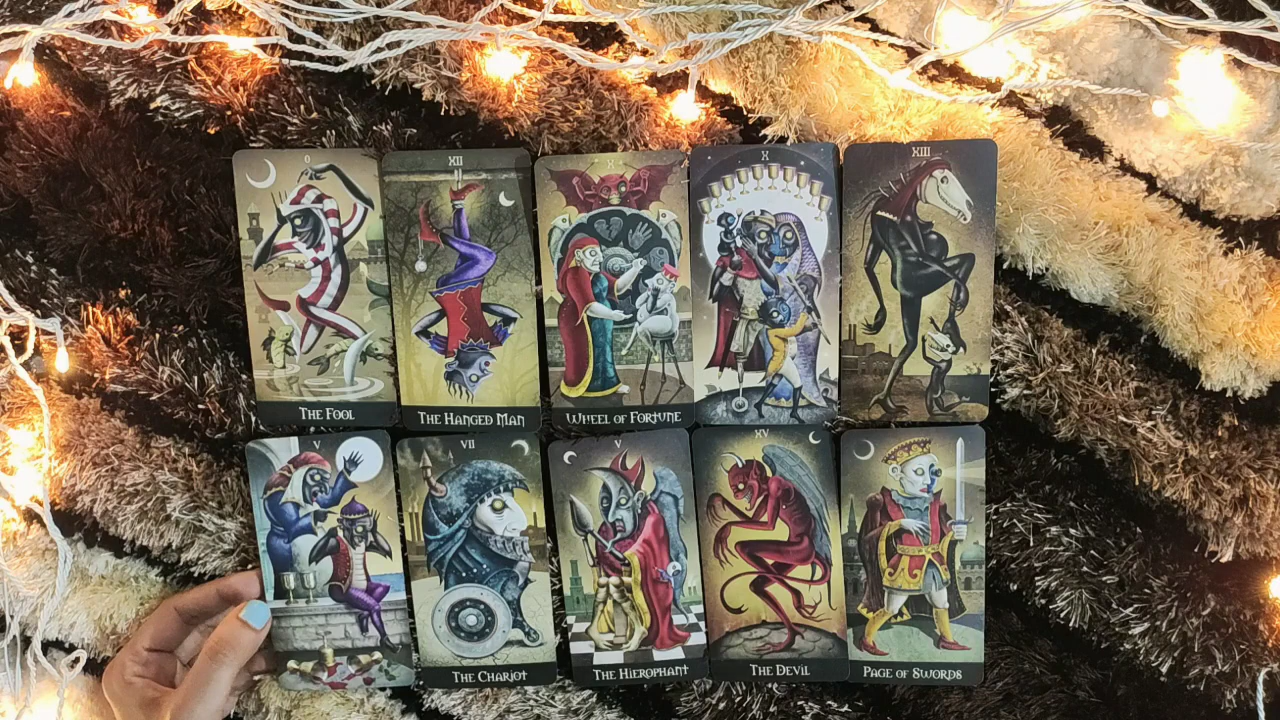 0
XII
X
X
XIII
THE FOOL
THE HANGED MAN
WHEEL OF FORTUNE
V
VII
V
XV
THE CHARIOT
THE HIEROPHANT
THE DEVIL
PAGE OF SWORDS